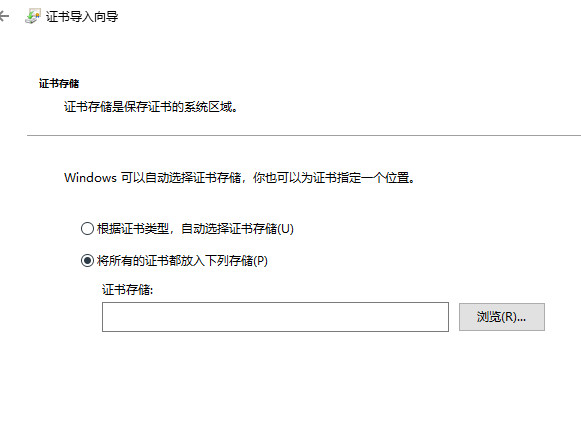 证书导入向导
证书存储
证书存储是保存证书的系统区域。
Windows 可以自动选择证书存储，你也可以为证书指定一个位置。
根据证书类型，自动选择证书存储(U)
将所有的证书都放入下列存储(P)
证书存储:
浏览(R)...